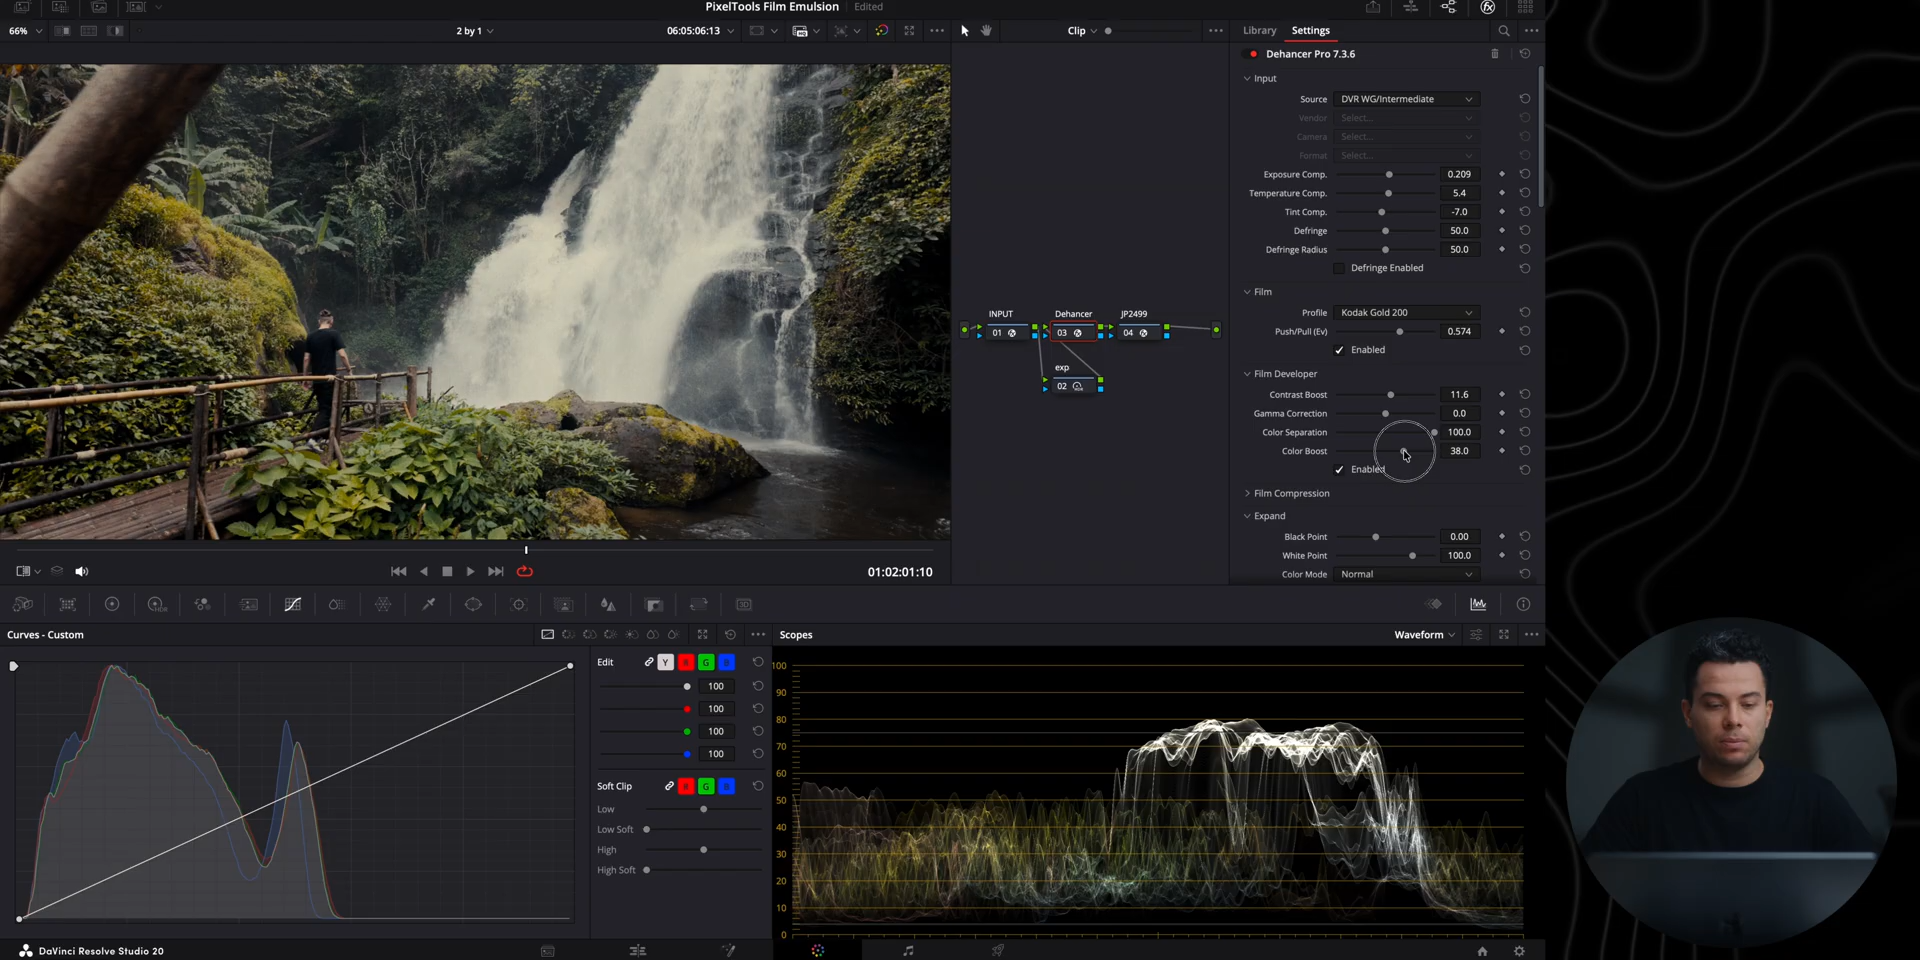 PixelTools Film Emulsion Edited
66% 2 by 1 06:05:06:13 Clip Library Settings
Dehancer Pro 7.3.6
Input
Source DVR WG/Intermediate
Vendor Select...
Camera Select...
Format Select...
Exposure Comp. 0.209
Temperature Comp. 5.4
Tint Comp. -7.0
Defringe 50.0
Defringe Radius 50.0
Defringe Enabled
Film
Profile Kodak Gold 200
Push/Pull (Ev) 0.574
Enabled
Film Developer
Contrast Boost 11.6
Gamma Correction 0.0
Color Separation 100.0
Color Boost 38.0
Enabled
Film Compression
Expand
Black Point 0.00
White Point 100.0
Color Mode Normal
INPUT Dehancer JP2499
01 03 04
exp
02
01:02:01:10
HDR 3D
Curves - Custom
Edit Y R G B
100
100
100
100
Soft Clip R G B
Low
Low Soft
High
High Soft
Scopes Waveform
100
90
80
70
60
50
40
30
20
10
0
DaVinci Resolve Studio 20